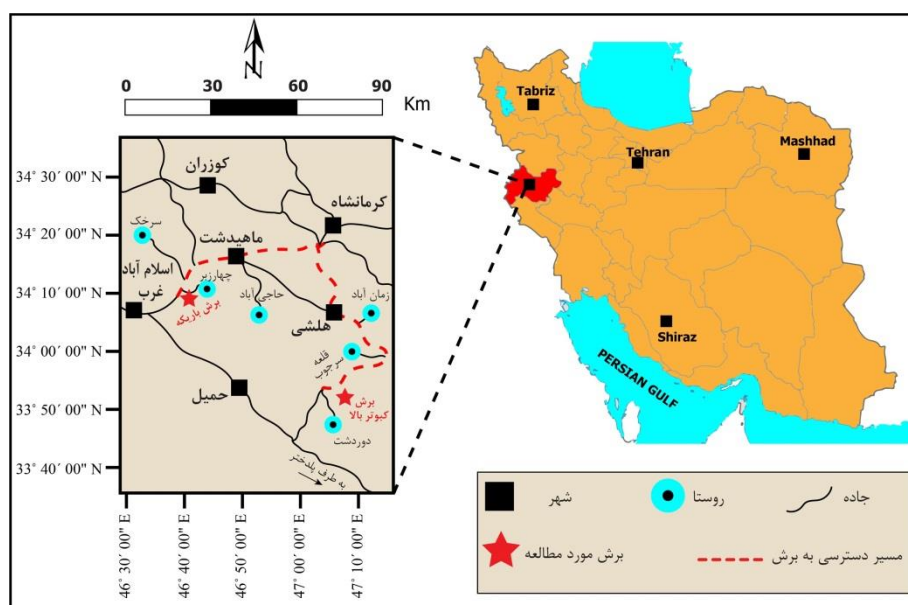 N
0 30 60 90
Km
34° 30′ 00" N
34° 20′ 00" N
34° 10′ 00" N
34° 00′ 00" N
33° 50′ 00" N
33° 40′ 00" N
کوزران
کرمانشاه
سرخک
ماهیدشت
اسلام آباد
غرب
چهارزبر
برش باریکه
حاجی آباد
زمان آباد
هلشی
قلعه
سرجوب
حمیل
برش
کبوتر بالا
دوردشت
به طرف پلدختر
46° 30′ 00" E
46° 40′ 00" E
46° 50′ 00" E
47° 00′ 00" E
47° 10′ 00" E
Tabriz
Tehran
Mashhad
Shiraz
PERSIAN GULF
شهر
روستا
جاده
برش مورد مطالعه
مسیر دسترسی به برش